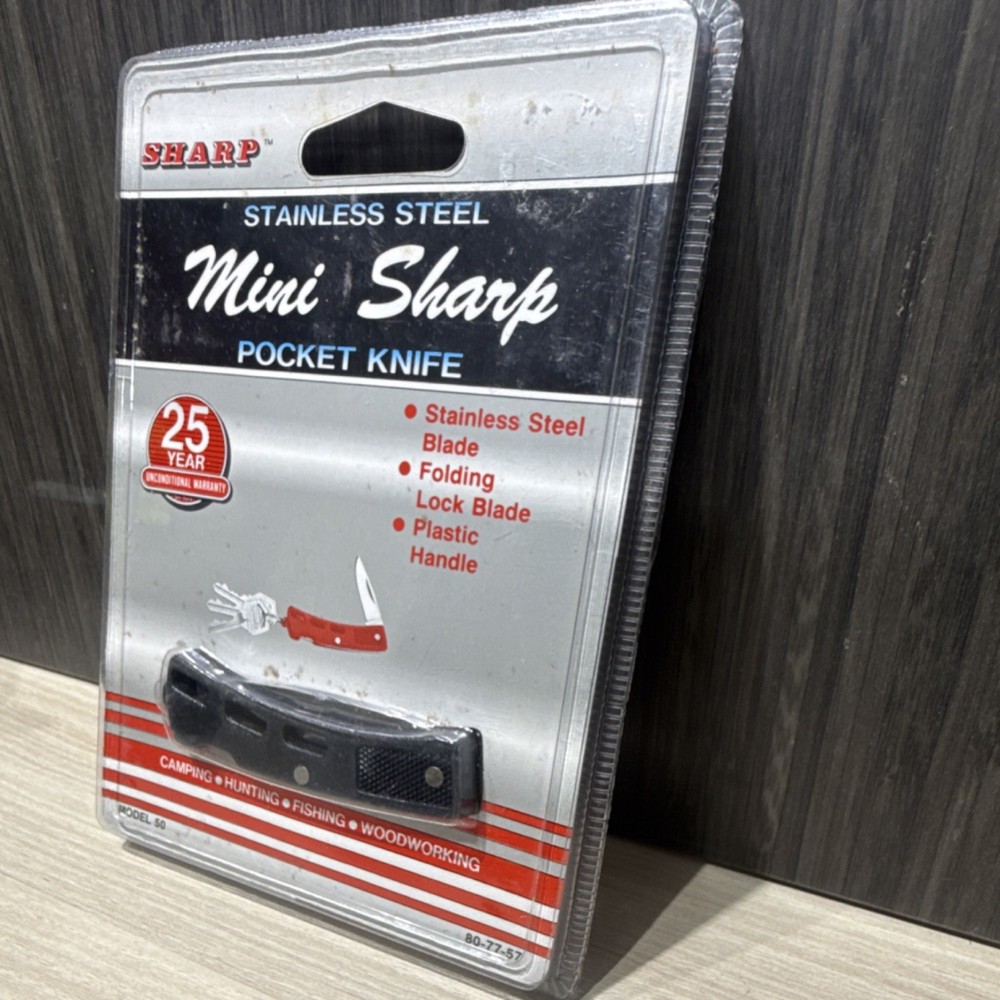 SHARP™
STAINLESS STEEL
Mini Sharp
POCKET KNIFE
25
YEAR
UNCONDITIONAL WARRANTY
• Stainless Steel
Blade
• Folding
Lock Blade
• Plastic
Handle
CAMPING • HUNTING • FISHING • WOODWORKING
MODEL 50
80-77-57